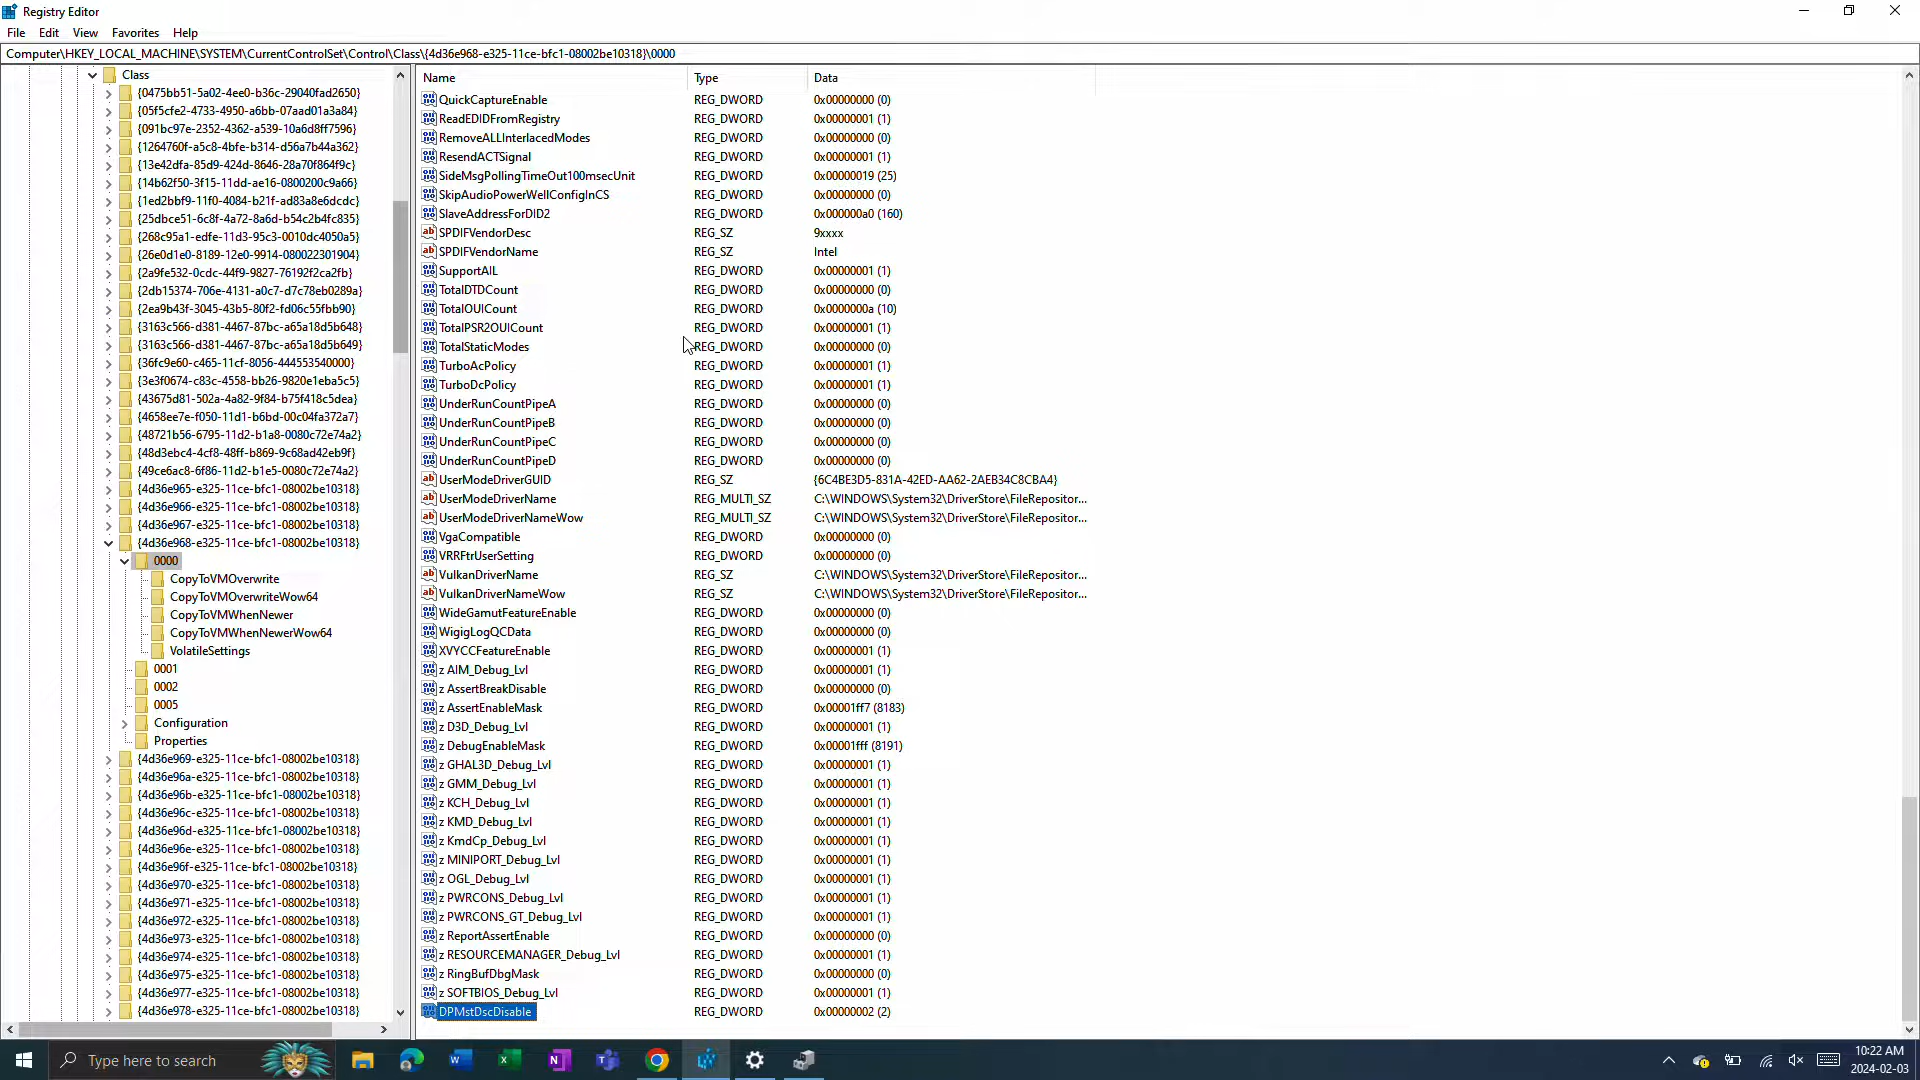 Registry Editor
File Edit View Favorites Help
Computer\HKEY_LOCAL_MACHINE\SYSTEM\CurrentControlSet\Control\Class\{4d36e968-e325-11ce-bfc1-08002be10318}\0000
Class
{0475bb51-5a02-4ee0-b36c-29040fad2650}
{05f5cfe2-4733-4950-a6bb-07aad01a3a84}
{091bc97e-2352-4362-a539-10a6d8ff7596}
{1264760f-a5c8-4bfe-b314-d56a7b44a362}
{13e42dfa-85d9-424d-8646-28a70f864f9c}
{14b62f50-3f15-11dd-ae16-0800200c9a66}
{1ed2bbf9-11f0-4084-b21f-ad83a8e6dcdc}
{25dbce51-6c8f-4a72-8a6d-b54c2b4fc835}
{268c95a1-edfe-11d3-95c3-0010dc4050a5}
{26e0d1e0-8189-12e0-9914-080022301904}
{2a9fe532-0cdc-44f9-9827-76192f2ca2fb}
{2db15374-706e-4131-a0c7-d7c78eb0289a}
{2ea9b43f-3045-43b5-80f2-fd06c55fbb90}
{3163c566-d381-4467-87bc-a65a18d5b648}
{3163c566-d381-4467-87bc-a65a18d5b649}
{36fc9e60-c465-11cf-8056-444553540000}
{3e3f0674-c83c-4558-bb26-9820e1eba5c5}
{43675d81-502a-4a82-9f84-b75f418c5dea}
{4658ee7e-f050-11d1-b6bd-00c04fa372a7}
{48721b56-6795-11d2-b1a8-0080c72e74a2}
{48d3ebc4-4cf8-48ff-b869-9c68ad42eb9f}
{49ce6ac8-6f86-11d2-b1e5-0080c72e74a2}
{4d36e965-e325-11ce-bfc1-08002be10318}
{4d36e966-e325-11ce-bfc1-08002be10318}
{4d36e967-e325-11ce-bfc1-08002be10318}
{4d36e968-e325-11ce-bfc1-08002be10318}
0000
CopyToVMOverwrite
CopyToVMOverwriteWow64
CopyToVMWhenNewer
CopyToVMWhenNewerWow64
VolatileSettings
0001
0002
0005
Configuration
Properties
{4d36e969-e325-11ce-bfc1-08002be10318}
{4d36e96a-e325-11ce-bfc1-08002be10318}
{4d36e96b-e325-11ce-bfc1-08002be10318}
{4d36e96c-e325-11ce-bfc1-08002be10318}
{4d36e96d-e325-11ce-bfc1-08002be10318}
{4d36e96e-e325-11ce-bfc1-08002be10318}
{4d36e96f-e325-11ce-bfc1-08002be10318}
{4d36e970-e325-11ce-bfc1-08002be10318}
{4d36e971-e325-11ce-bfc1-08002be10318}
{4d36e972-e325-11ce-bfc1-08002be10318}
{4d36e973-e325-11ce-bfc1-08002be10318}
{4d36e974-e325-11ce-bfc1-08002be10318}
{4d36e975-e325-11ce-bfc1-08002be10318}
{4d36e977-e325-11ce-bfc1-08002be10318}
{4d36e978-e325-11ce-bfc1-08002be10318}
Name Type Data
QuickCaptureEnable REG_DWORD 0x00000000 (0)
ReadEDIDFromRegistry REG_DWORD 0x00000001 (1)
RemoveALLInterlacedModes REG_DWORD 0x00000000 (0)
ResendACTSignal REG_DWORD 0x00000001 (1)
SideMsgPollingTimeOut100msecUnit REG_DWORD 0x00000019 (25)
SkipAudioPowerWellConfigInCS REG_DWORD 0x00000000 (0)
SlaveAddressForDID2 REG_DWORD 0x000000a0 (160)
SPDIFVendorDesc REG_SZ 9xxxx
SPDIFVendorName REG_SZ Intel
SupportAIL REG_DWORD 0x00000001 (1)
TotalDTDCount REG_DWORD 0x00000000 (0)
TotalOUICount REG_DWORD 0x0000000a (10)
TotalPSR2OUICount REG_DWORD 0x00000001 (1)
TotalStaticModes REG_DWORD 0x00000000 (0)
TurboAcPolicy REG_DWORD 0x00000001 (1)
TurboDcPolicy REG_DWORD 0x00000001 (1)
UnderRunCountPipeA REG_DWORD 0x00000000 (0)
UnderRunCountPipeB REG_DWORD 0x00000000 (0)
UnderRunCountPipeC REG_DWORD 0x00000000 (0)
UnderRunCountPipeD REG_DWORD 0x00000000 (0)
UserModeDriverGUID REG_SZ {6C4BE3D5-831A-42ED-AA62-2AEB34C8CBA4}
UserModeDriverName REG_MULTI_SZ C:\WINDOWS\System32\DriverStore\FileRepositor...
UserModeDriverNameWow REG_MULTI_SZ C:\WINDOWS\System32\DriverStore\FileRepositor...
VgaCompatible REG_DWORD 0x00000000 (0)
VRRFtrUserSetting REG_DWORD 0x00000000 (0)
VulkanDriverName REG_SZ C:\WINDOWS\System32\DriverStore\FileRepositor...
VulkanDriverNameWow REG_SZ C:\WINDOWS\System32\DriverStore\FileRepositor...
WideGamutFeatureEnable REG_DWORD 0x00000000 (0)
WigigLogQCData REG_DWORD 0x00000000 (0)
XVYCCFeatureEnable REG_DWORD 0x00000001 (1)
z AIM_Debug_Lvl REG_DWORD 0x00000001 (1)
z AssertBreakDisable REG_DWORD 0x00000000 (0)
z AssertEnableMask REG_DWORD 0x00001ff7 (8183)
z D3D_Debug_Lvl REG_DWORD 0x00000001 (1)
z DebugEnableMask REG_DWORD 0x00001fff (8191)
z GHAL3D_Debug_Lvl REG_DWORD 0x00000001 (1)
z GMM_Debug_Lvl REG_DWORD 0x00000001 (1)
z KCH_Debug_Lvl REG_DWORD 0x00000001 (1)
z KMD_Debug_Lvl REG_DWORD 0x00000001 (1)
z KmdCp_Debug_Lvl REG_DWORD 0x00000001 (1)
z MINIPORT_Debug_Lvl REG_DWORD 0x00000001 (1)
z OGL_Debug_Lvl REG_DWORD 0x00000001 (1)
z PWRCONS_Debug_Lvl REG_DWORD 0x00000001 (1)
z PWRCONS_GT_Debug_Lvl REG_DWORD 0x00000001 (1)
z ReportAssertEnable REG_DWORD 0x00000000 (0)
z RESOURCEMANAGER_Debug_Lvl REG_DWORD 0x00000001 (1)
z RingBufDbgMask REG_DWORD 0x00000000 (0)
z SOFTBIOS_Debug_Lvl REG_DWORD 0x00000001 (1)
DPMstDscDisable REG_DWORD 0x00000002 (2)
Type here to search
10:22 AM
2024-02-03